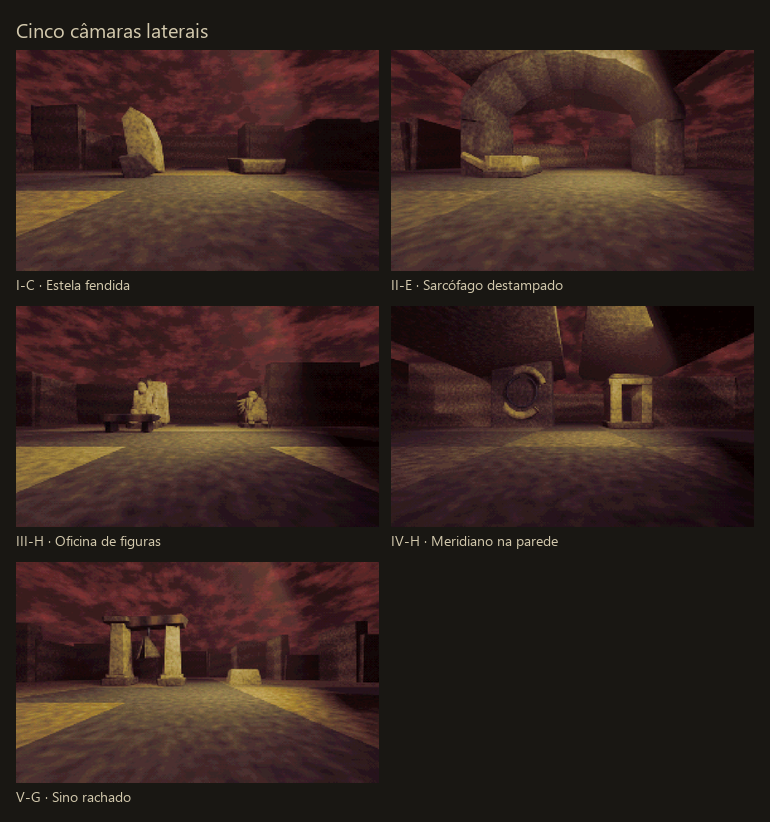 Cinco câmaras laterais
I-C · Estela fendida
II-E · Sarcófago destampado
III-H · Oficina de figuras
IV-H · Meridiano na parede
V-G · Sino rachado